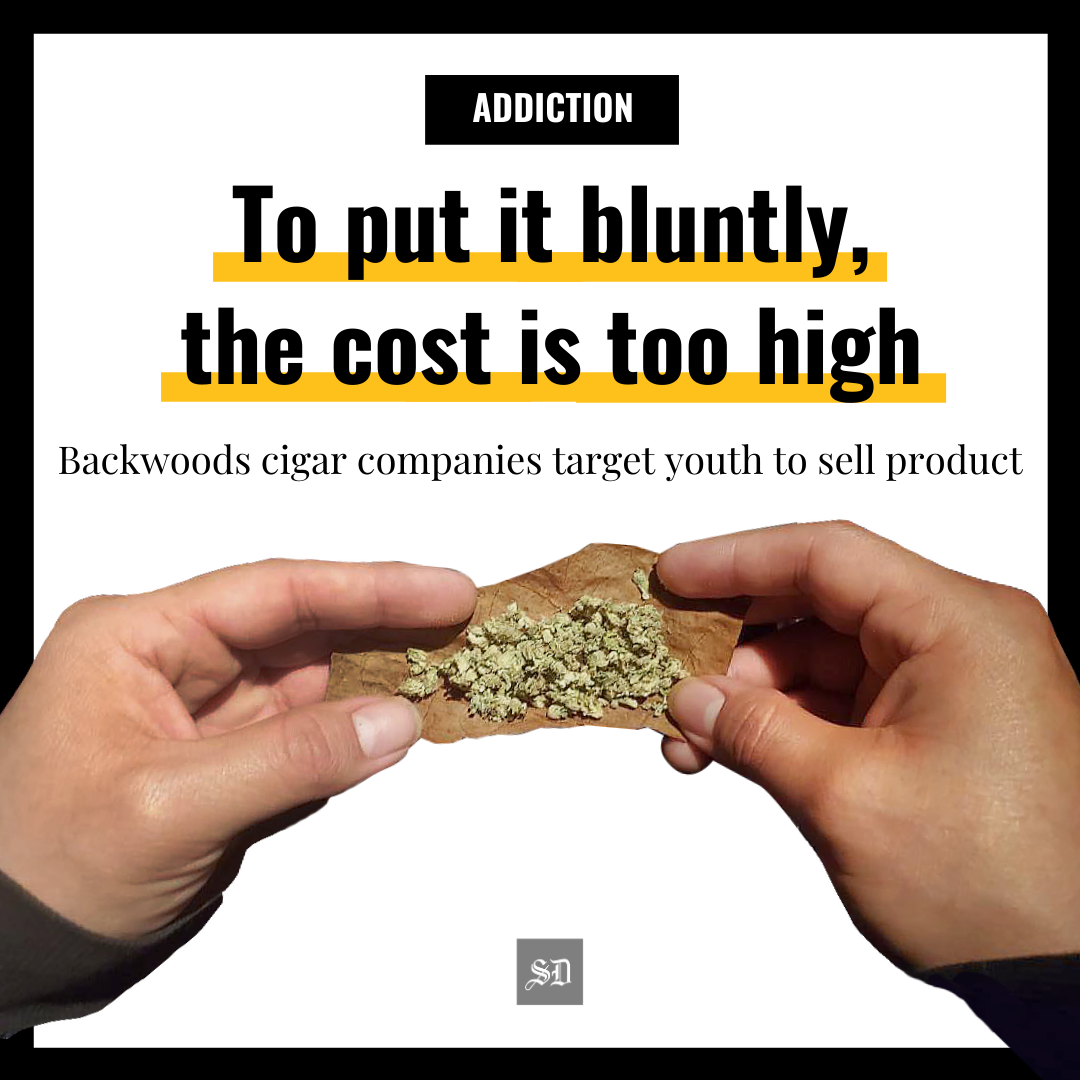 ADDICTION
To put it bluntly,
the cost is too high
Backwoods cigar companies target youth to sell product
SD